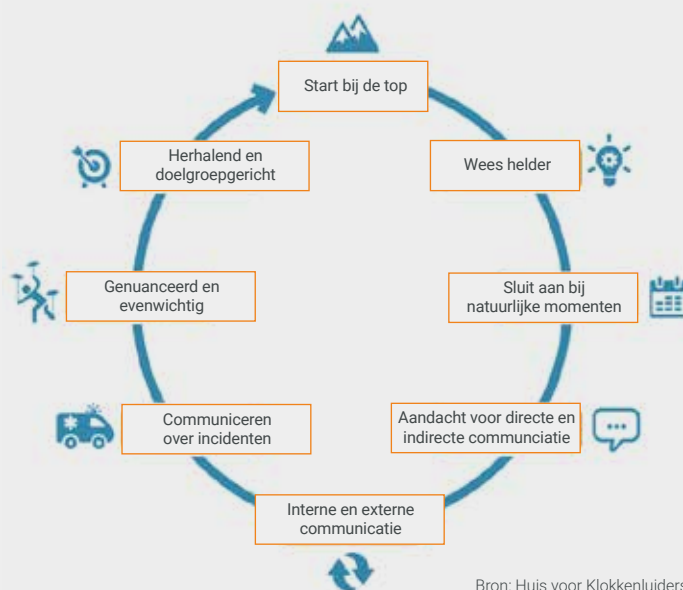 Start bij de top
Wees helder
Sluit aan bij
natuurlijke momenten
Aandacht voor directe en
indirecte communciatie
Interne en externe
communicatie
Communiceren
over incidenten
Genuanceerd en
evenwichtig
Herhalend en
doelgroepgericht
Bron: Huis voor Klokkenluiders